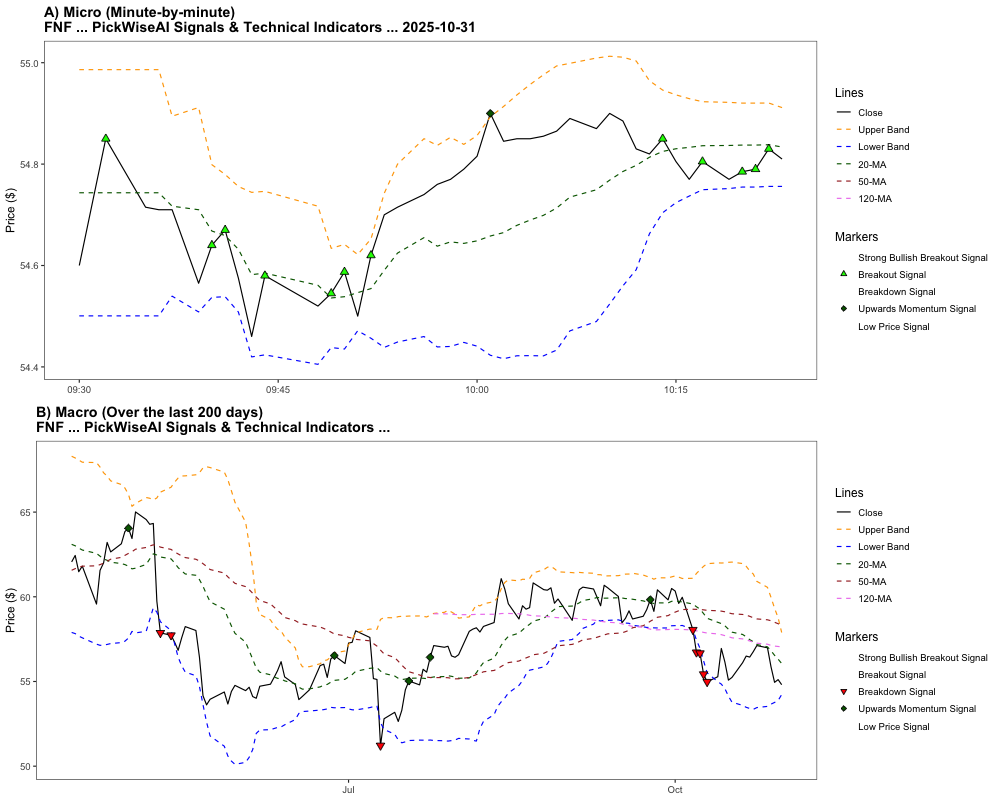 A) Micro (Minute-by-minute)
FNF ... PickWiseAI Signals & Technical Indicators ... 2025-10-31
Price ($)
55.0
54.8
54.6
54.4
09:30
09:45
10:00
10:15
Lines
Close
Upper Band
Lower Band
20-MA
50-MA
120-MA
Markers
Strong Bullish Breakout Signal
Breakout Signal
Breakdown Signal
Upwards Momentum Signal
Low Price Signal
B) Macro (Over the last 200 days)
FNF ... PickWiseAI Signals & Technical Indicators ...
Price ($)
65
60
55
50
Jul
Oct
Lines
Close
Upper Band
Lower Band
20-MA
50-MA
120-MA
Markers
Strong Bullish Breakout Signal
Breakout Signal
Breakdown Signal
Upwards Momentum Signal
Low Price Signal